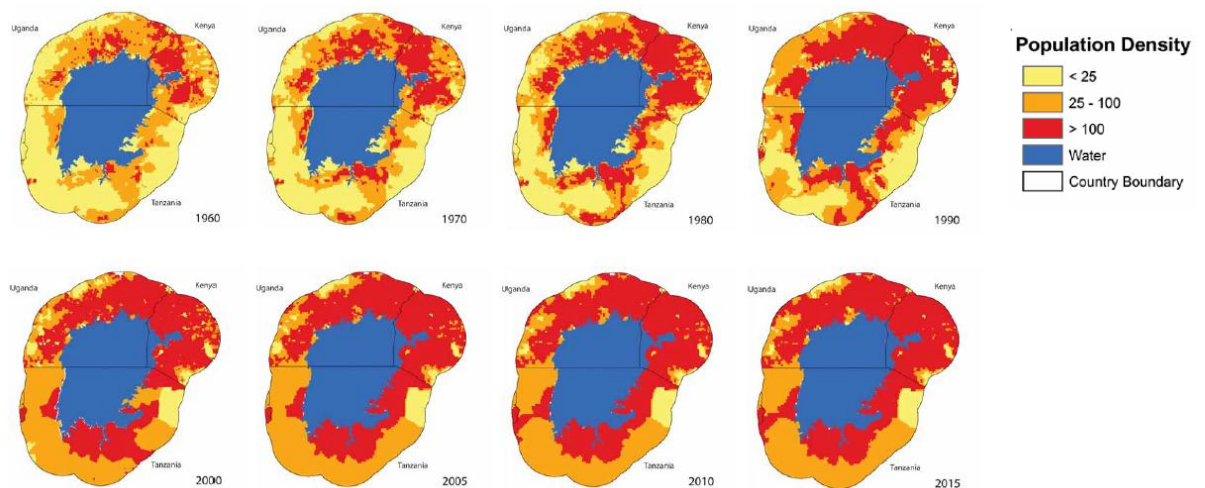 Uganda
Kenya
Tanzania
1960
Uganda
Kenya
Tanzania
1970
Uganda
Kenya
Tanzania
1980
Uganda
Kenya
Tanzania
1990
Population Density
< 25
25 - 100
> 100
Water
Country Boundary
Uganda
Kenya
Tanzania
2000
Uganda
Kenya
Tanzania
2005
Uganda
Kenya
Tanzania
2010
Uganda
Kenya
Tanzania
2015